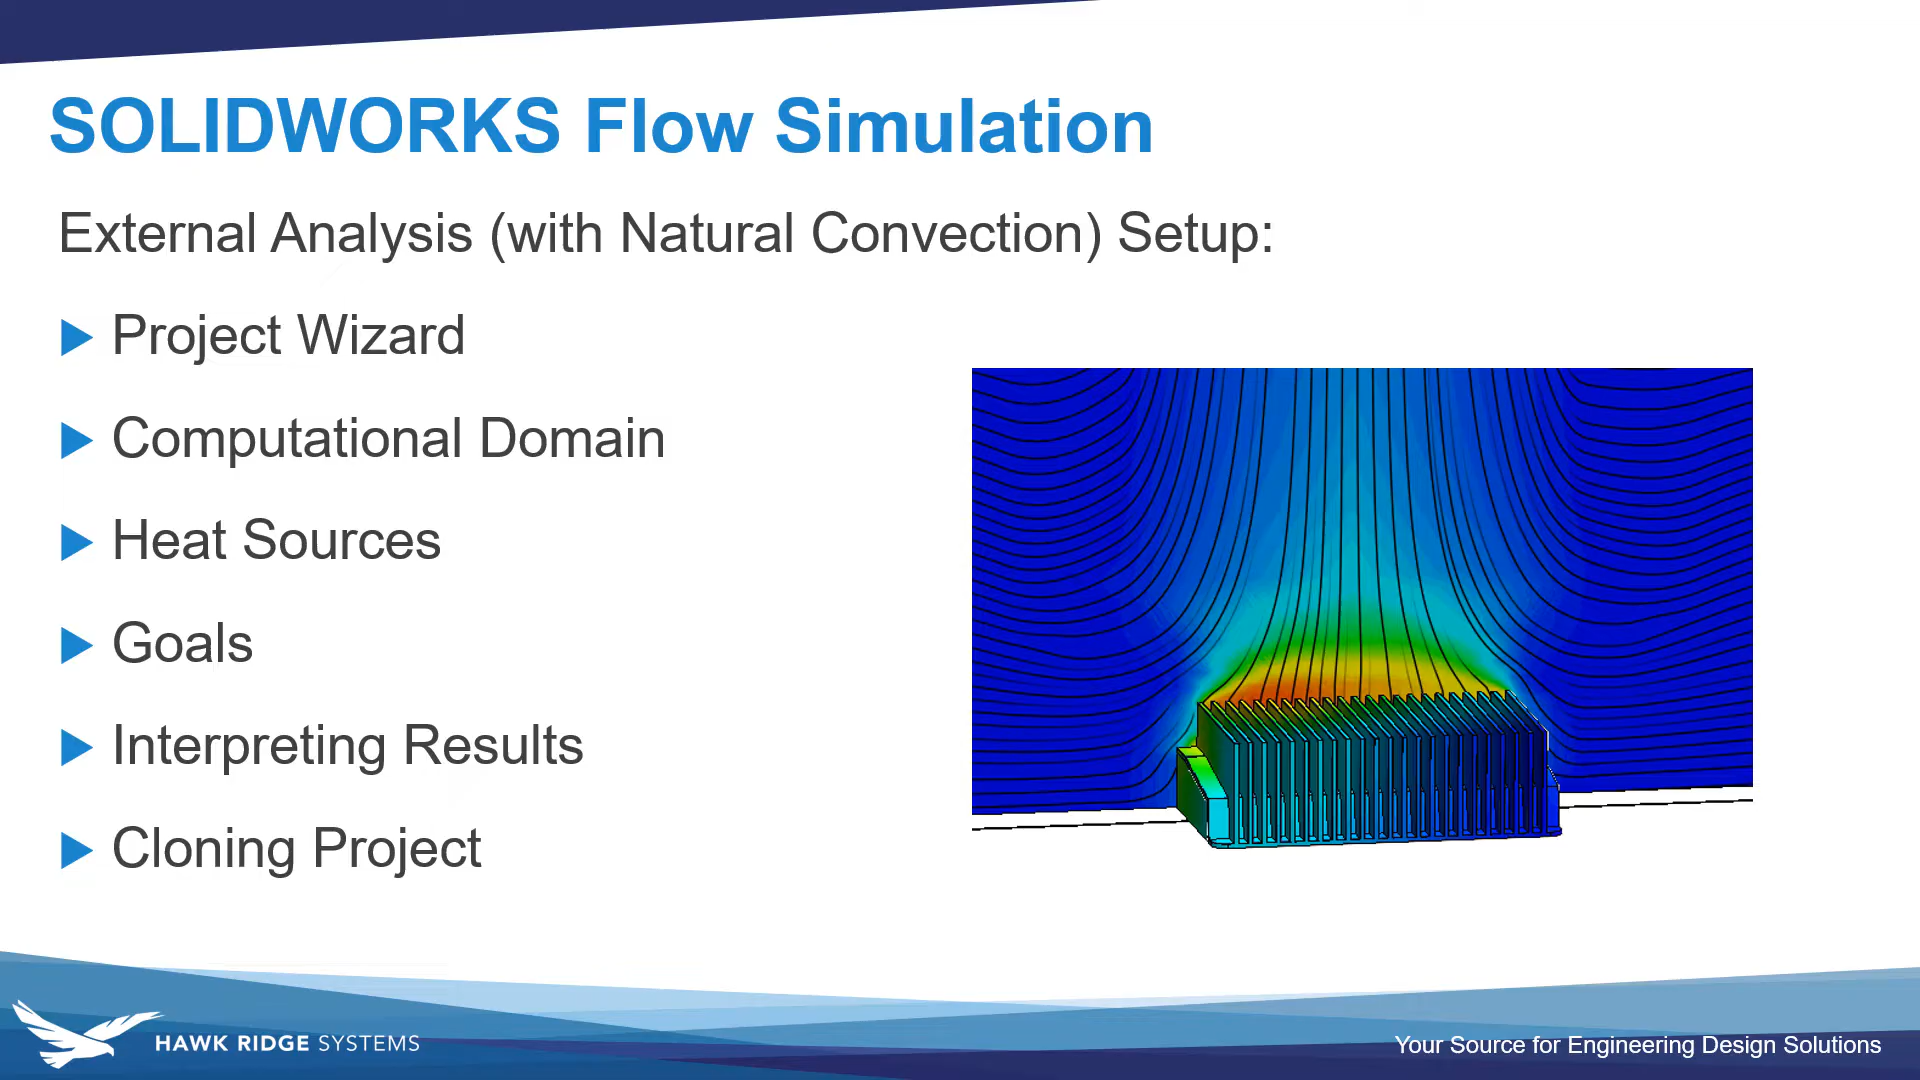 SOLIDWORKS Flow Simulation
External Analysis (with Natural Convection) Setup:
Project Wizard
Computational Domain
Heat Sources
Goals
Interpreting Results
Cloning Project
HAWK RIDGE SYSTEMS
Your Source for Engineering Design Solutions